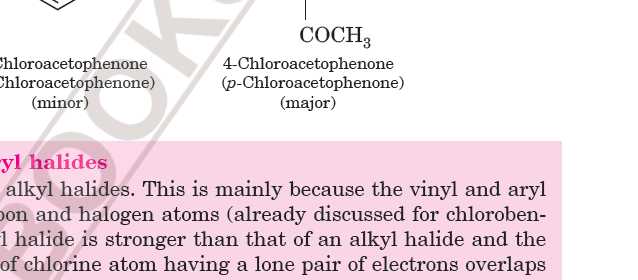 COCH₃
Chloroacetophenone 4-Chloroacetophenone
Chloroacetophenone) (p-Chloroacetophenone)
(minor) (major)
yl halides
alkyl halides. This is mainly because the vinyl and aryl
bon and halogen atoms (already discussed for chloroben-
l halide is stronger than that of an alkyl halide and the
of chlorine atom having a lone pair of electrons overlaps